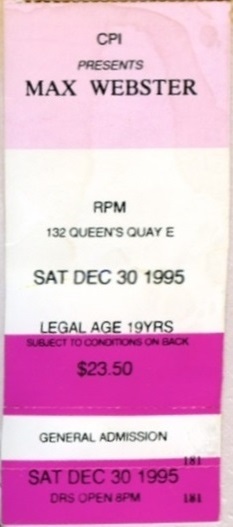 CPI
PRESENTS
MAX WEBSTER
RPM
132 QUEEN'S QUAY E
SAT DEC 30 1995
LEGAL AGE 19YRS
SUBJECT TO CONDITIONS ON BACK
$23.50
GENERAL ADMISSION
181
SAT DEC 30 1995
DRS OPEN 8PM 181